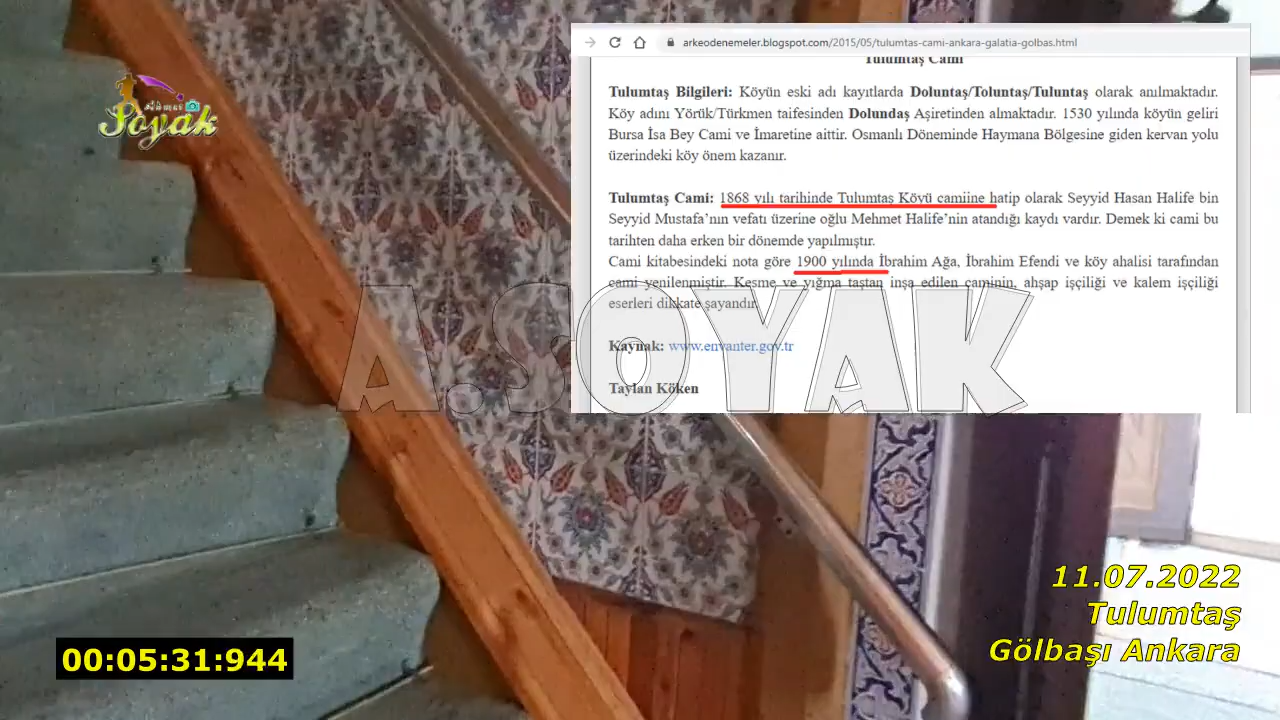 Ahmet
Soyak
arkeodenemeler.blogspot.com/2015/05/tulumtas-cami-ankara-galatia-golbas.html
Tulumtaş Cami
Tulumtaş Bilgileri: Köyün eski adı kayıtlarda Doluntaş/Toluntaş/Tuluntaş olarak anılmaktadır.
Köy adını Yörük/Türkmen taifesinden Dolundaş Aşiretinden almaktadır. 1530 yılında köyün geliri
Bursa İsa Bey Cami ve İmaretine aittir. Osmanlı Döneminde Haymana Bölgesine giden kervan yolu
üzerindeki köy önem kazanır.
Tulumtaş Cami: 1868 yılı tarihinde Tulumtaş Köyü camiine hatip olarak Seyyid Hasan Halife bin
Seyyid Mustafa’nın vefatı üzerine oğlu Mehmet Halife’nin atandığı kaydı vardır. Demek ki cami bu
tarihten daha erken bir dönemde yapılmıştır.
Cami kitabesindeki nota göre 1900 yılında İbrahim Ağa, İbrahim Efendi ve köy ahalisi tarafından
cami yenilenmiştir. Kesme ve yığma taştan inşa edilen caminin, ahşap işçiliği ve kalem işçiliği
eserleri dikkate şayandır.
Kaynak: www.envanter.gov.tr
Taylan Köken
A.SOYAK
11.07.2022
Tulumtaş
Gölbaşı Ankara
00:05:31:944